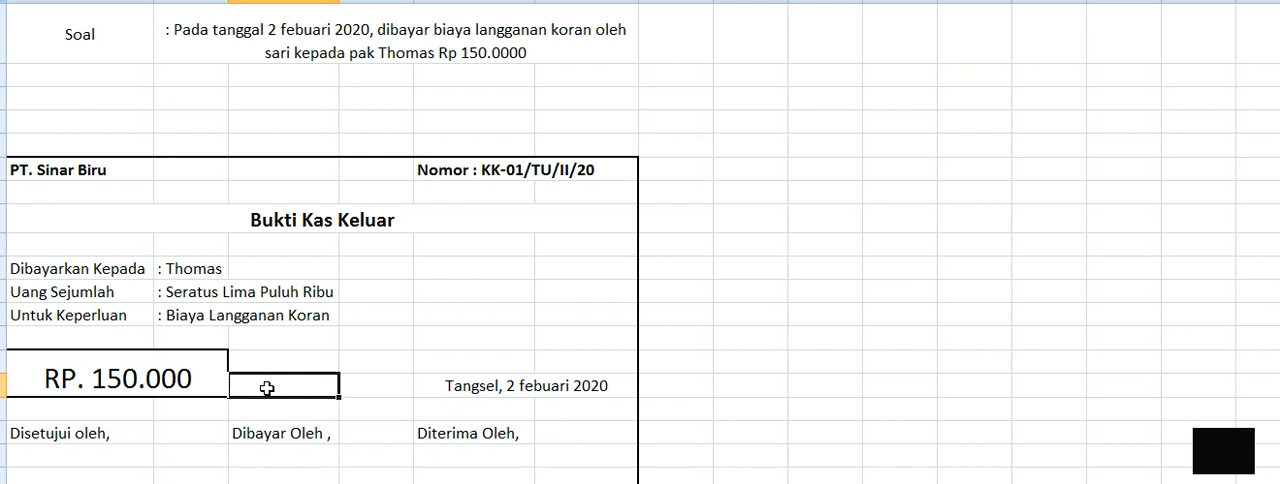 Soal : Pada tanggal 2 febuari 2020, dibayar biaya langganan koran oleh
sari kepada pak Thomas Rp 150.0000
PT. Sinar Biru Nomor : KK-01/TU/II/20
Bukti Kas Keluar
Dibayarkan Kepada : Thomas
Uang Sejumlah : Seratus Lima Puluh Ribu
Untuk Keperluan : Biaya Langganan Koran
RP. 150.000
Tangsel, 2 febuari 2020
Disetujui oleh, Dibayar Oleh , Diterima Oleh,